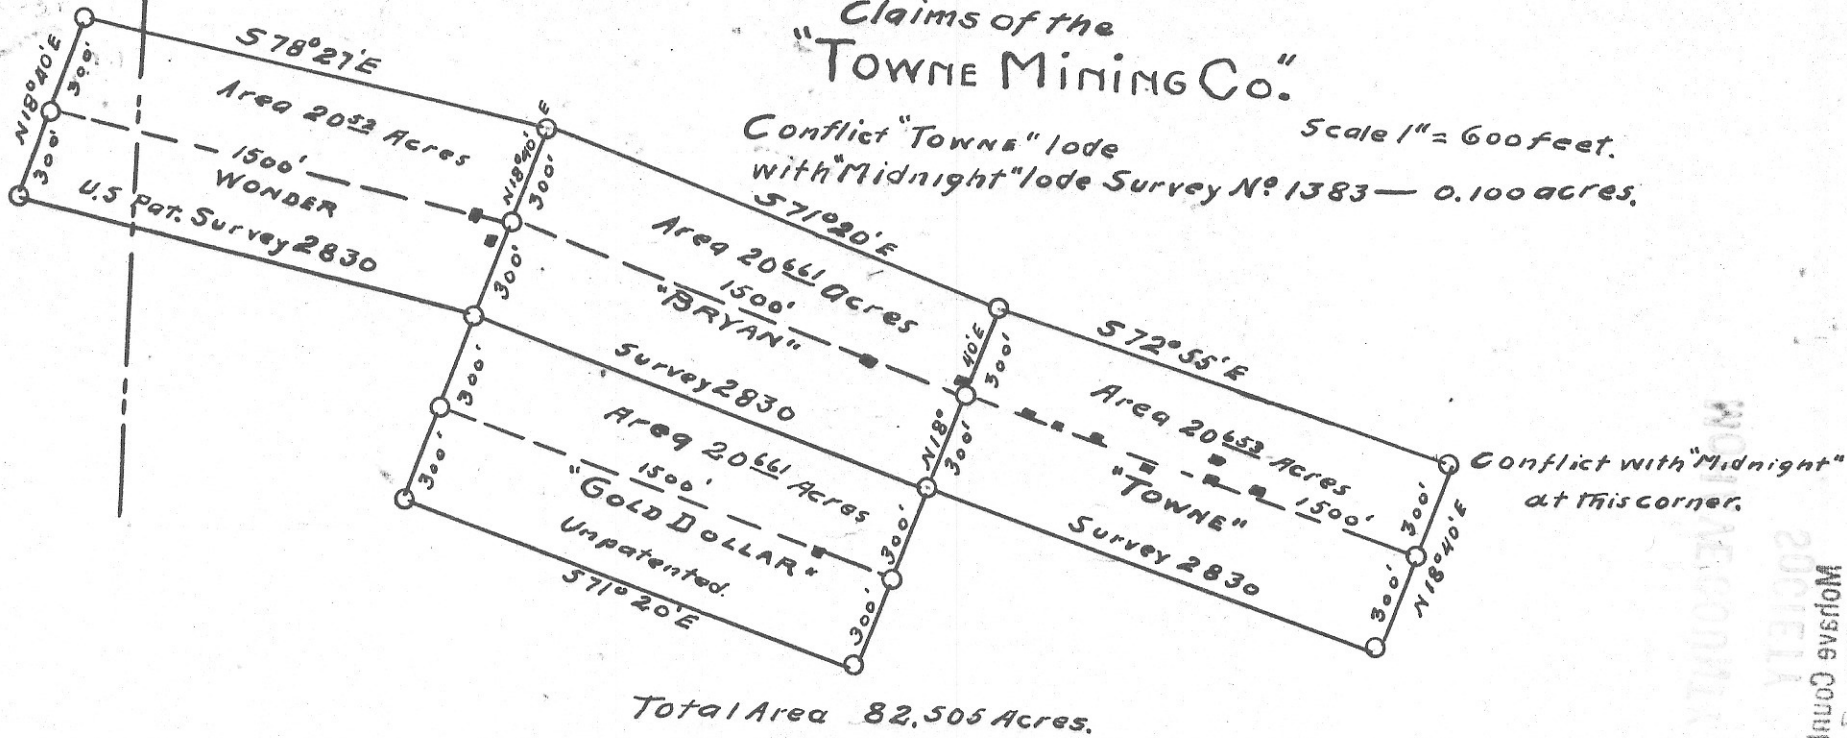 Claims of the
"TOWNE MINING Co."
Scale 1" = 600 feet.
Conflict "TOWNE" lode
with "Midnight" lode Survey No 1383 — 0.100 acres.
S 78° 27' E
N 18° 40' E
300'
300'
Area 20 53 Acres
1500'
WONDER
U.S Pat. Survey 2830
N 18° 40' E
300'
300'
S 71° 20' E
Area 20 661 Acres
1500'
"BRYAN"
Survey 2830
N 18° 40' E
300'
300'
S 72° 55' E
Area 20 653 Acres
1500'
"TOWNE"
Survey 2830
Conflict with "Midnight"
at this corner.
300'
300'
N 18° 40' E
300'
300'
Area 20 661 Acres
1500'
"GOLD DOLLAR"
Unpatented.
S 71° 20' E
300'
300'
Total Area 82.505 Acres.
SOCIETY
Mohave Coun